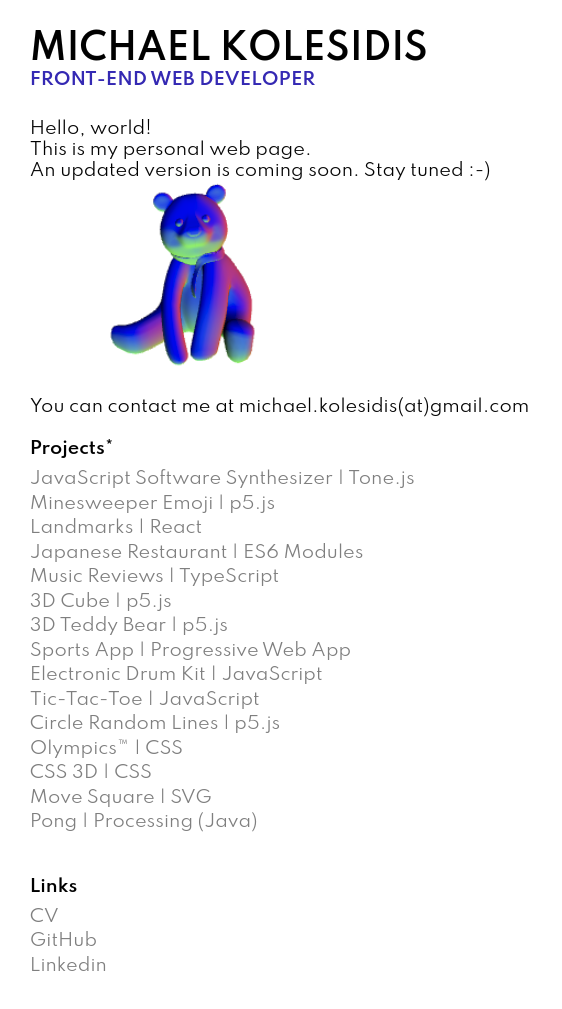 MICHAEL KOLESIDIS
FRONT-END WEB DEVELOPER
Hello, world!
This is my personal web page.
An updated version is coming soon. Stay tuned :-)
You can contact me at michael.kolesidis(at)gmail.com
Projects*
JavaScript Software Synthesizer | Tone.js
Minesweeper Emoji | p5.js
Landmarks | React
Japanese Restaurant | ES6 Modules
Music Reviews | TypeScript
3D Cube | p5.js
3D Teddy Bear | p5.js
Sports App | Progressive Web App
Electronic Drum Kit | JavaScript
Tic-Tac-Toe | JavaScript
Circle Random Lines | p5.js
Olympics™ | CSS
CSS 3D | CSS
Move Square | SVG
Pong | Processing (Java)
Links
CV
GitHub
Linkedin